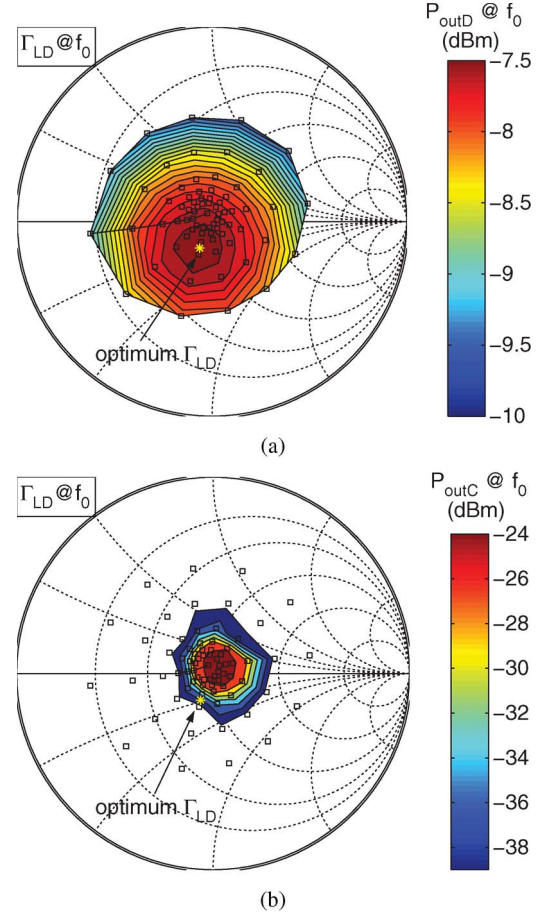 Γ_LD @ f_0
P_outD @ f_0
(dBm)
−7.5
−8
−8.5
−9
−9.5
−10
optimum Γ_LD
(a)
Γ_LD @ f_0
P_outC @ f_0
(dBm)
−24
−26
−28
−30
−32
−34
−36
−38
optimum Γ_LD
(b)